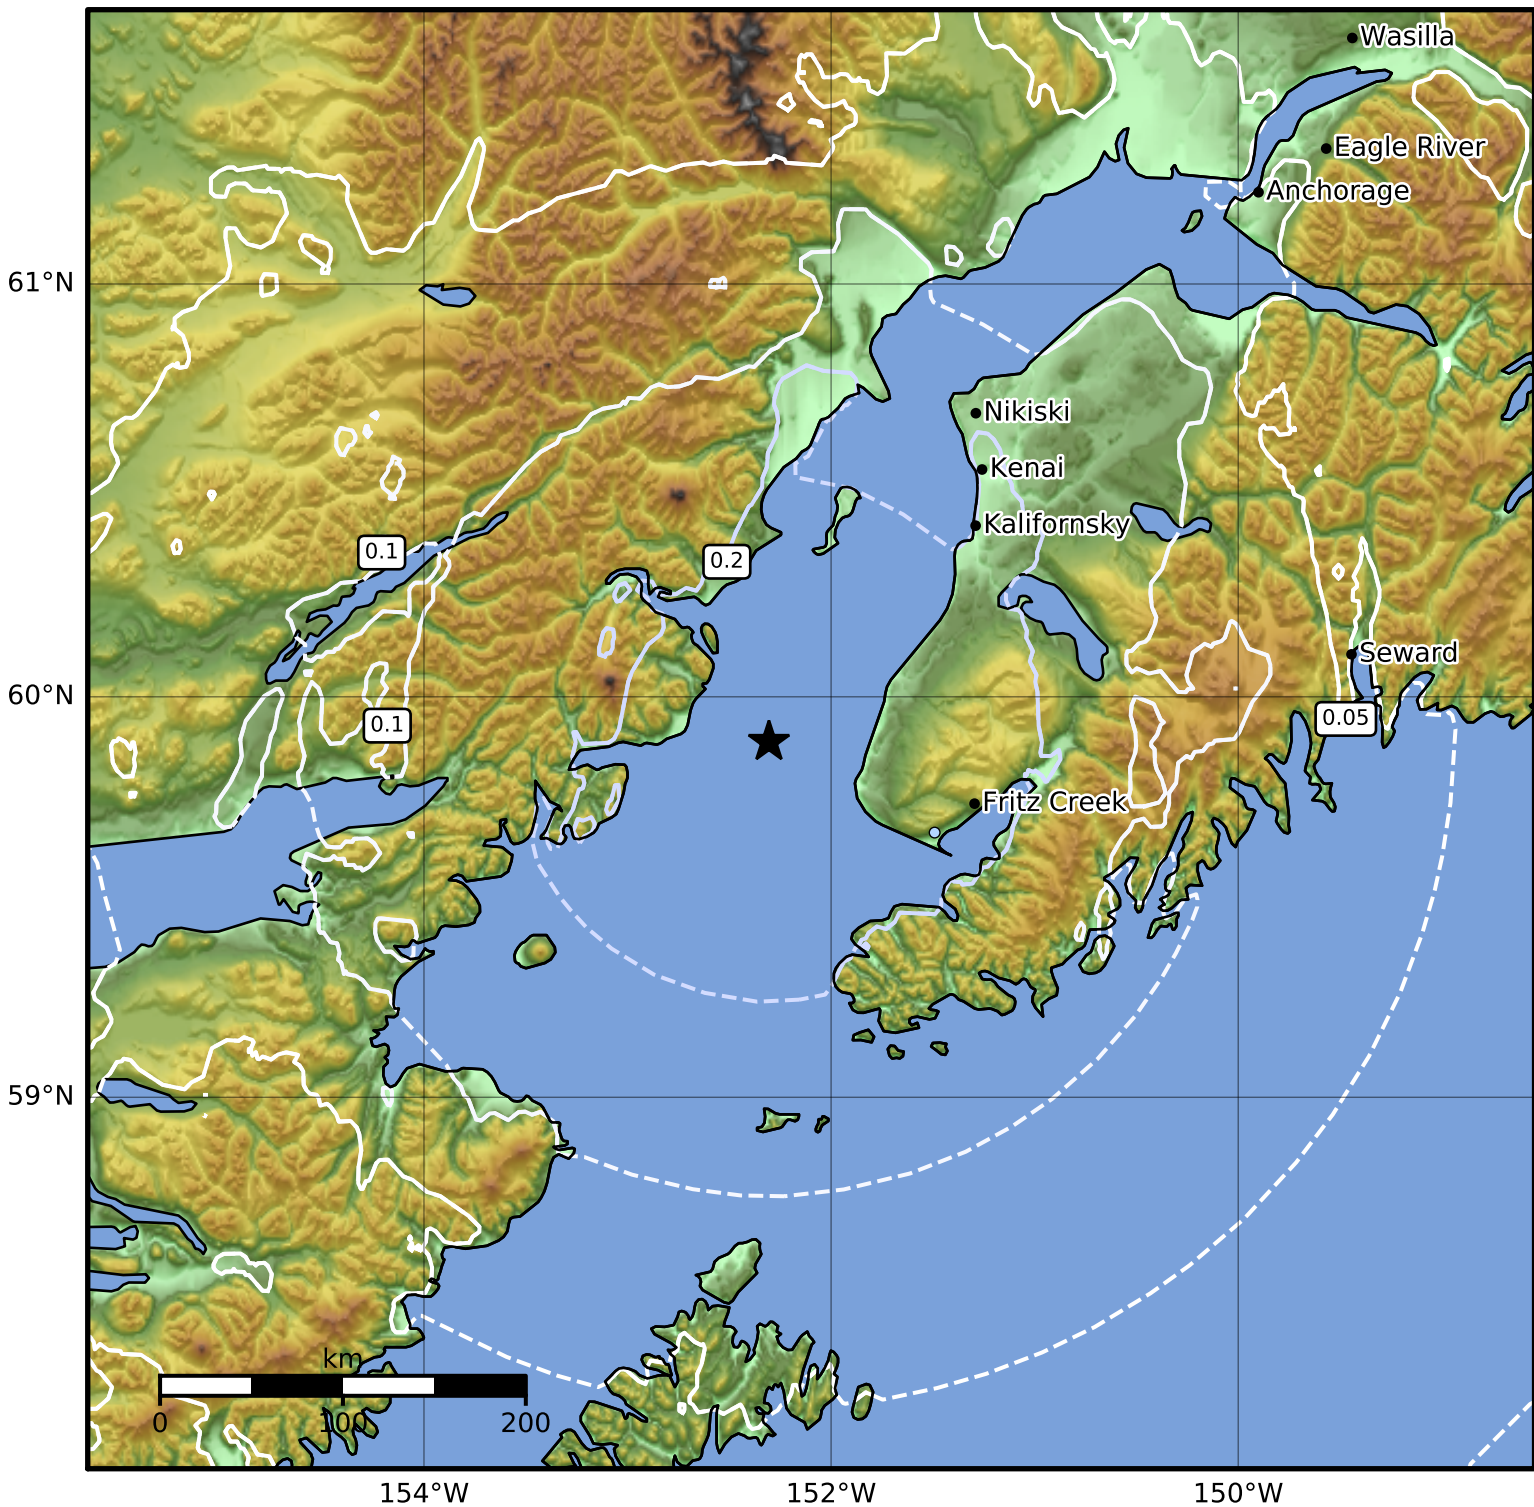 Wasilla
Eagle River
Anchorage
61°N
Nikiski
Kenai
Kalifornsky
0.1
0.2
Seward
60°N
0.05
0.1
Fritz Creek
59°N
km
0 100 200
154°W 152°W 150°W